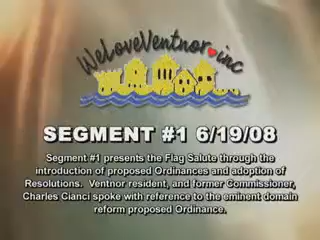 WeLoveVentnor,inc
SEGMENT #1 6/19/08
Segment #1 presents the Flag Salute through the
introduction of proposed Ordinances and adoption of
Resolutions. Ventnor resident, and former Commissioner,
Charles Cianci spoke with reference to the eminent domain
reform proposed Ordinance.